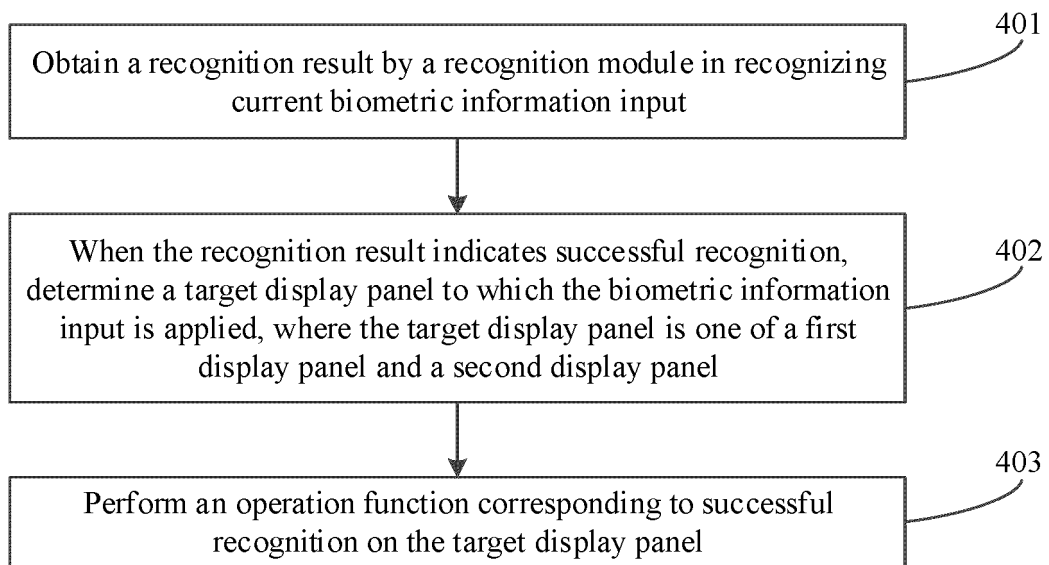 401
Obtain a recognition result by a recognition module in recognizing
current biometric information input
402
When the recognition result indicates successful recognition,
determine a target display panel to which the biometric information
input is applied, where the target display panel is one of a first
display panel and a second display panel
403
Perform an operation function corresponding to successful
recognition on the target display panel